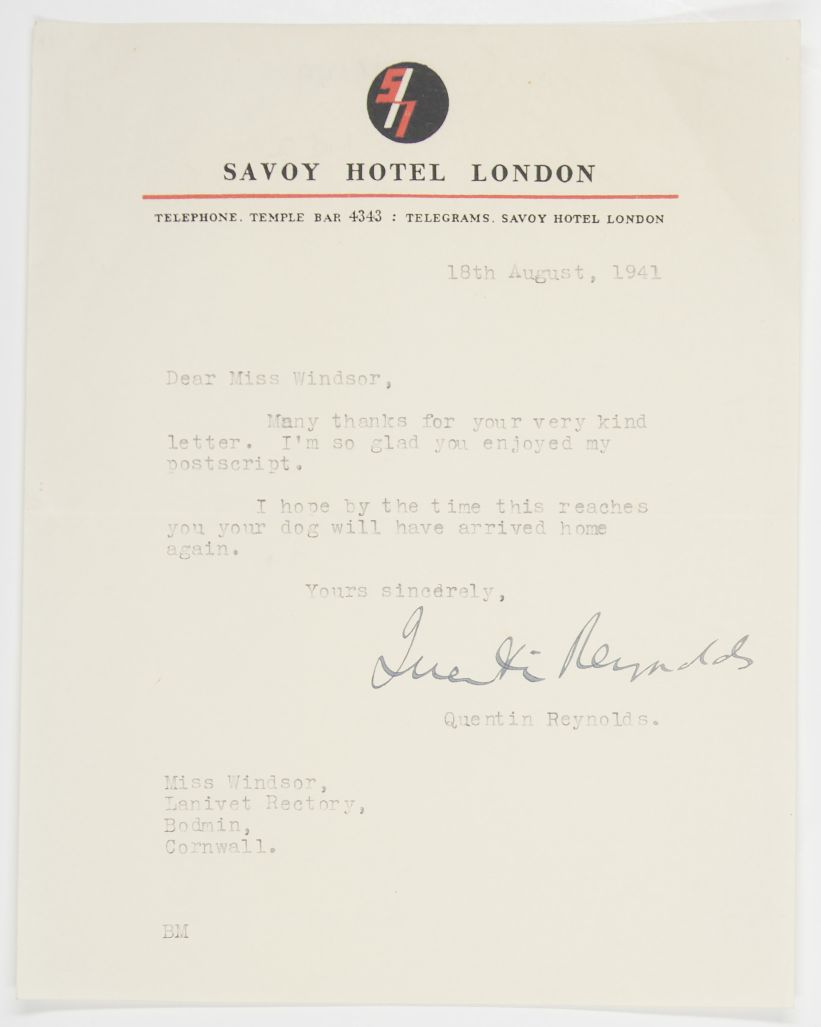 SH
SAVOY HOTEL LONDON
TELEPHONE. TEMPLE BAR 4343 : TELEGRAMS. SAVOY HOTEL LONDON
18th August, 1941
Dear Miss Windsor,
Many thanks for your very kind
letter. I'm so glad you enjoyed my
postscript.
I hope by the time this reaches
you your dog will have arrived home
again.
Yours sincerely,
Quentin Reynolds
Quentin Reynolds.
Miss Windsor,
Lanivet Rectory,
Bodmin,
Cornwall.
BM